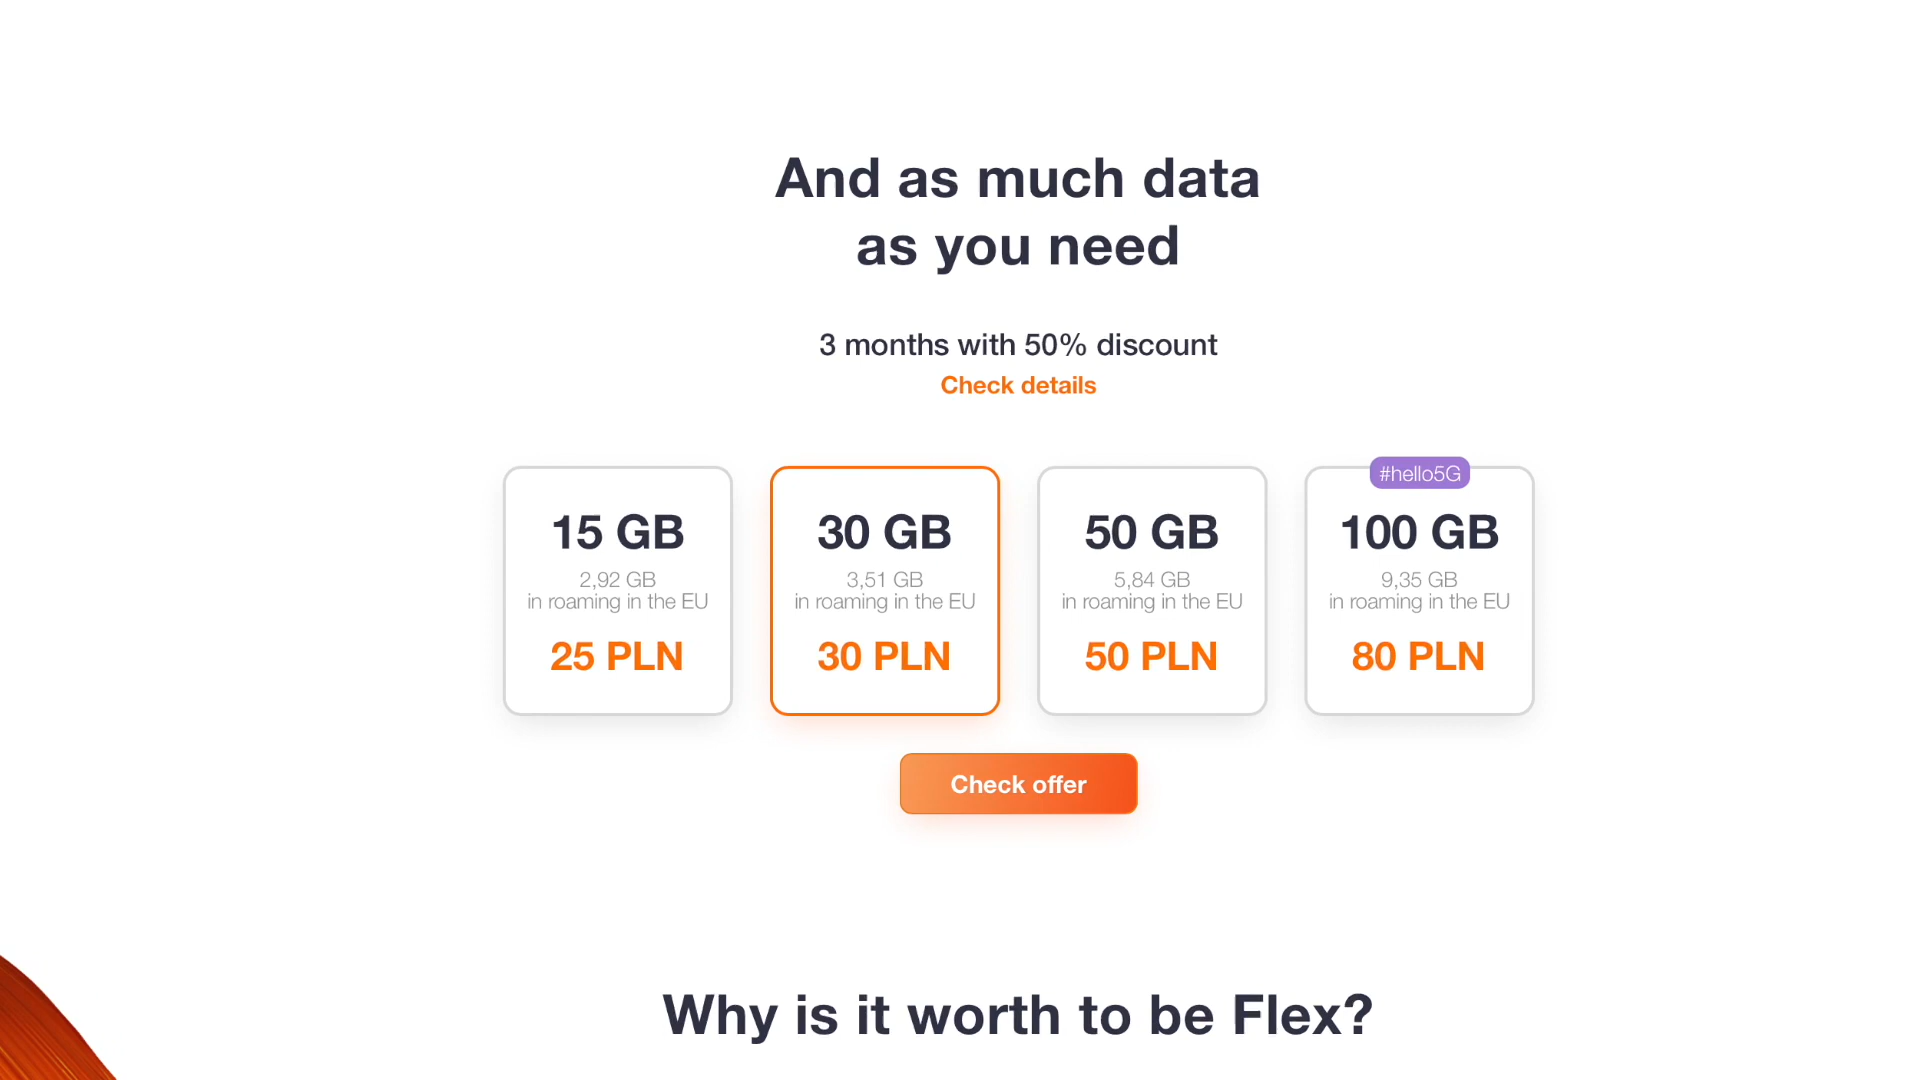 And as much data
as you need
3 months with 50% discount
Check details
15 GB
2,92 GB
in roaming in the EU
25 PLN
30 GB
3,51 GB
in roaming in the EU
30 PLN
50 GB
5,84 GB
in roaming in the EU
50 PLN
#hello5G
100 GB
9,35 GB
in roaming in the EU
80 PLN
Check offer
Why is it worth to be Flex?